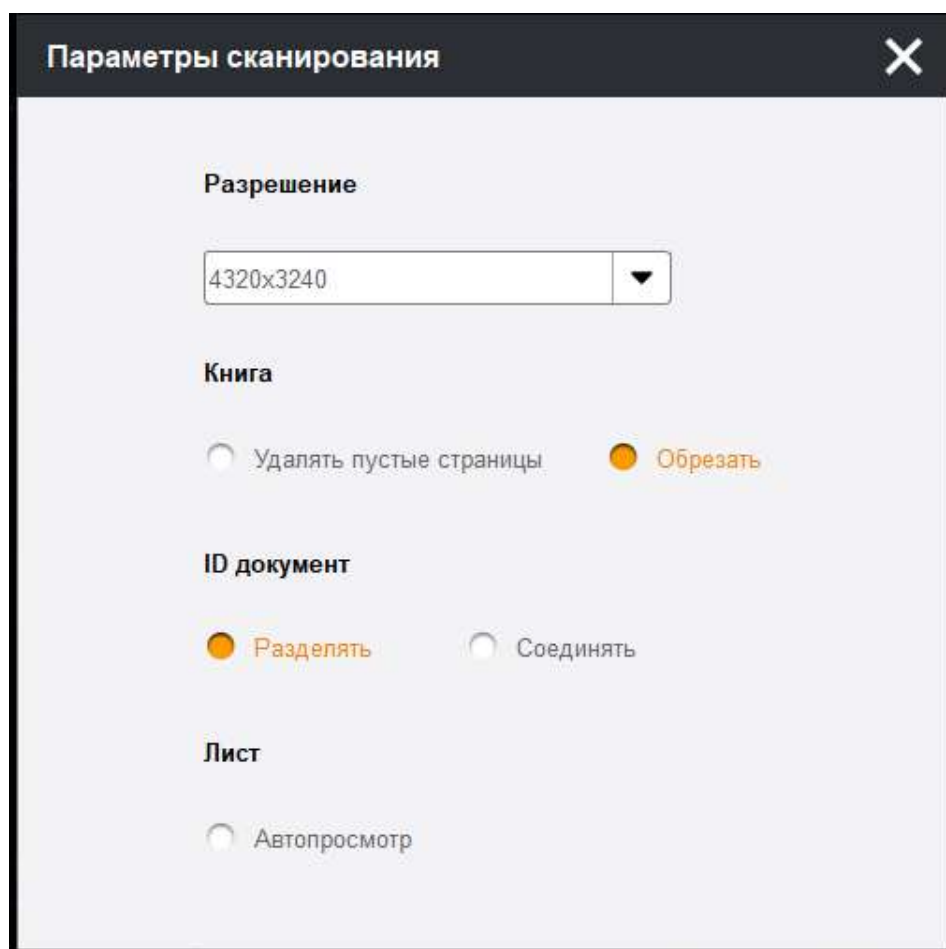 Параметры сканирования
Разрешение
4320x3240
Книга
Удалять пустые страницы Обрезать
ID документ
Разделять Соединять
Лист
Автопросмотр